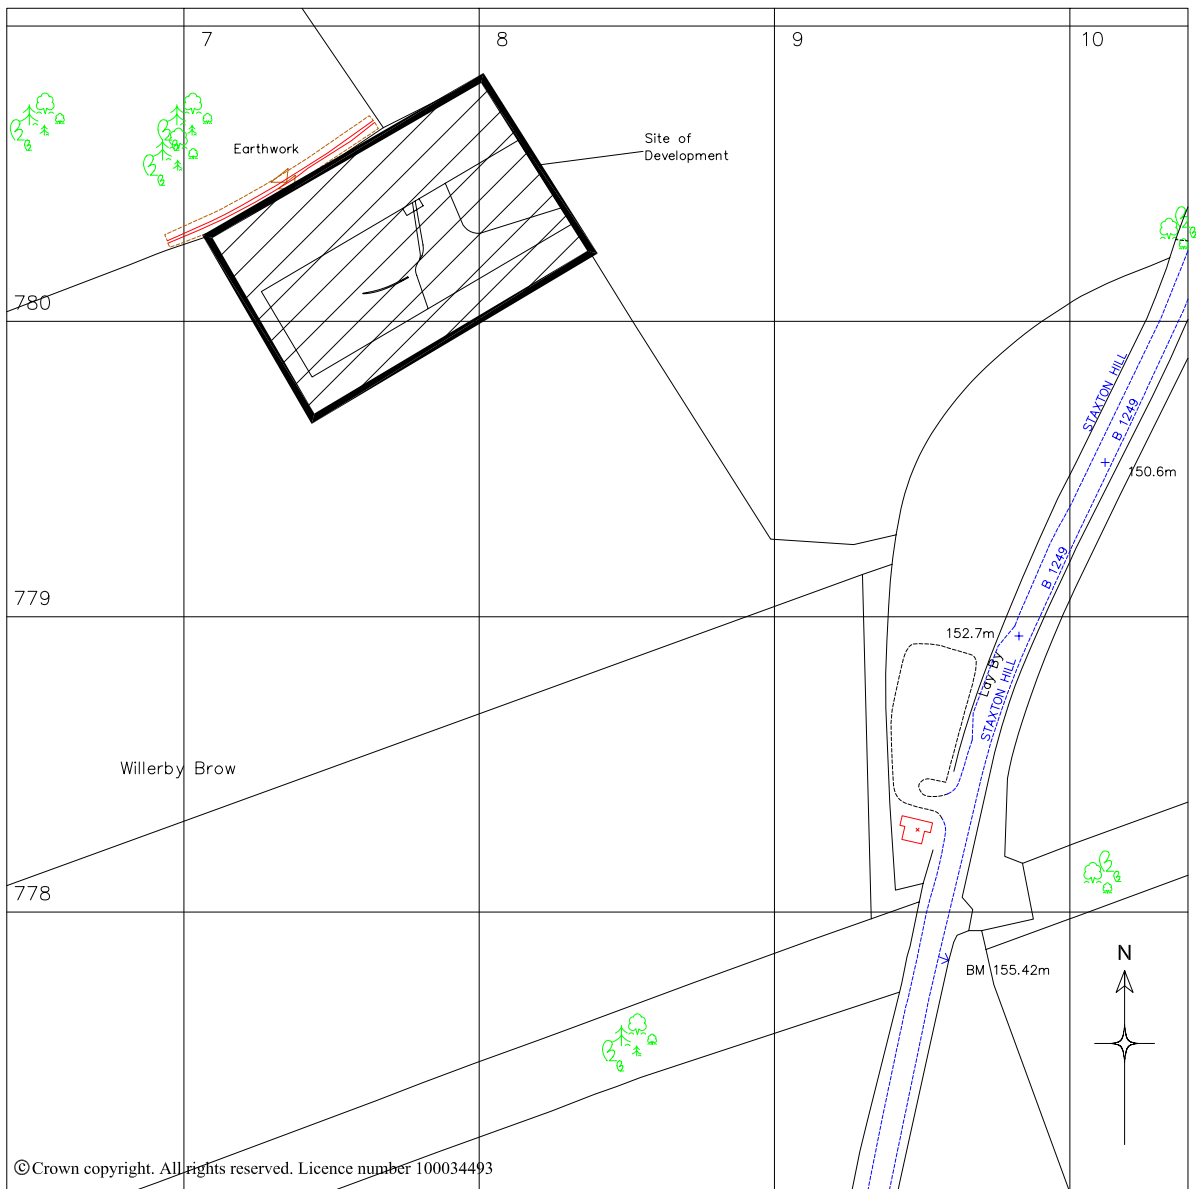 7
8
9
10
Earthwork
Site of
Development
780
STAXTON HILL
B 1249
150.6m
B 1249
779
152.7m
Lay By
STAXTON HILL
Willerby Brow
778
N
BM 155.42m
©Crown copyright. All rights reserved. Licence number 100034493